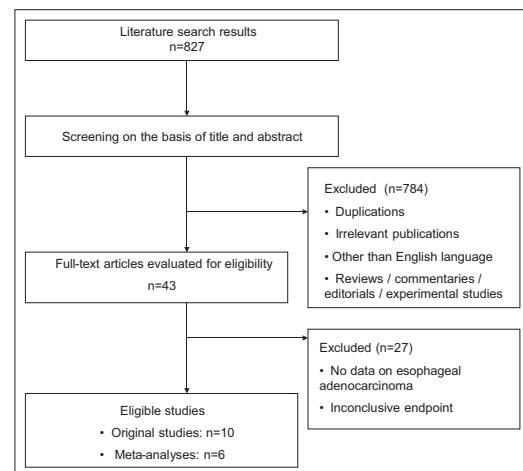 Literature search results
n=827
Screening on the basis of title and abstract
Excluded (n=784)
• Duplications
• Irrelevant publications
• Other than English language
• Reviews / commentaries /
editorials / experimental studies
Full-text articles evaluated for eligibility
n=43
Excluded (n=27)
• No data on esophageal
adenocarcinoma
• Inconclusive endpoint
Eligible studies
• Original studies: n=10
• Meta-analyses: n=6